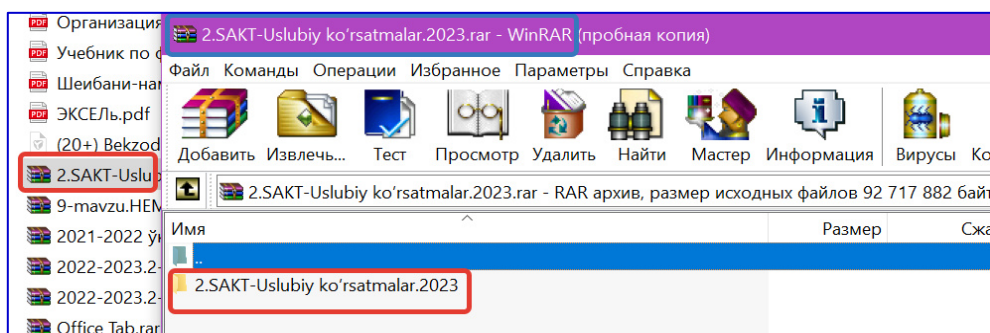 Организация
Учебник по ф
Шеибани-на
ЭКСЕЛЬ.pdf
(20+) Bekzod
2.SAKT-Uslu
9-mavzu.HEM
2021-2022 ўк
2022-2023.2-
2022-2023.2-
Office Tab.rar
2.SAKT-Uslubiy ko‘rsatmalar.2023.rar - WinRAR (пробная копия)
Файл Команды Операции Избранное Параметры Справка
Добавить Извлечь... Тест Просмотр Удалить Найти Мастер Информация Вирусы Ко
2.SAKT-Uslubiy ko‘rsatmalar.2023.rar - RAR архив, размер исходных файлов 92 717 882 байт
Имя Размер Сжа
..
2.SAKT-Uslubiy ko‘rsatmalar.2023